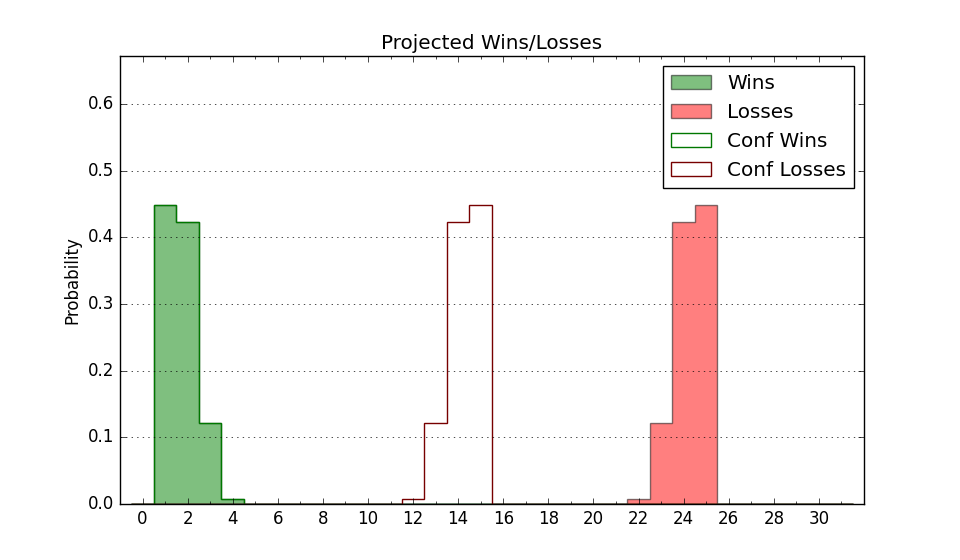 Projected Wins/Losses
Wins
Losses
Conf Wins
Conf Losses
Probability
0.6
0.5
0.4
0.3
0.2
0.1
0.0
0 2 4 6 8 10 12 14 16 18 20 22 24 26 28 30